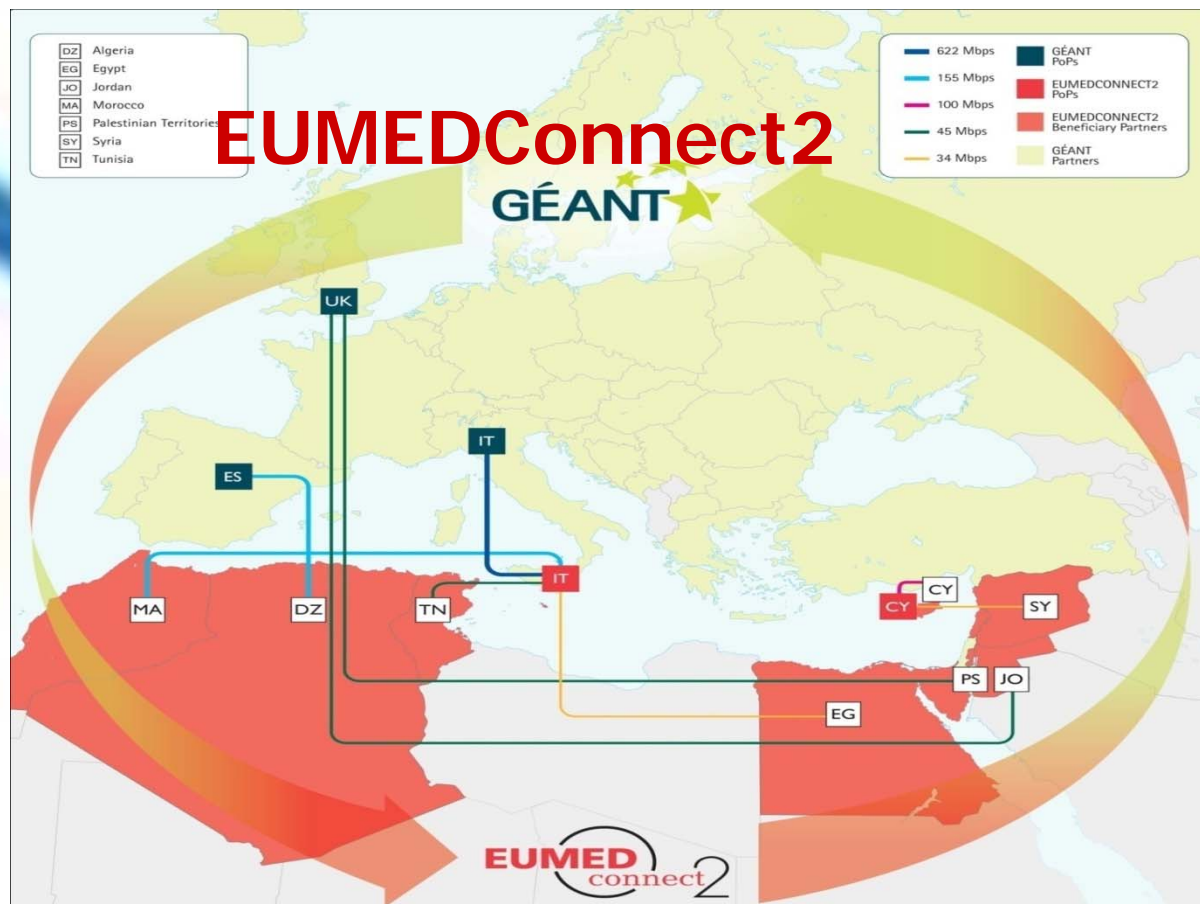 DZ Algeria
EG Egypt
JO Jordan
MA Morocco
PS Palestinian Territories
SY Syria
TN Tunisia
622 Mbps
155 Mbps
100 Mbps
45 Mbps
34 Mbps
GÉANT
PoPs
EUMEDCONNECT2
PoPs
EUMEDCONNECT2
Beneficiary Partners
GÉANT
Partners
EUMEDConnect2
GÉANT
UK
IT
ES
IT
MA
DZ
TN
CY
CY
SY
PS
JO
EG
EUMED
connect2